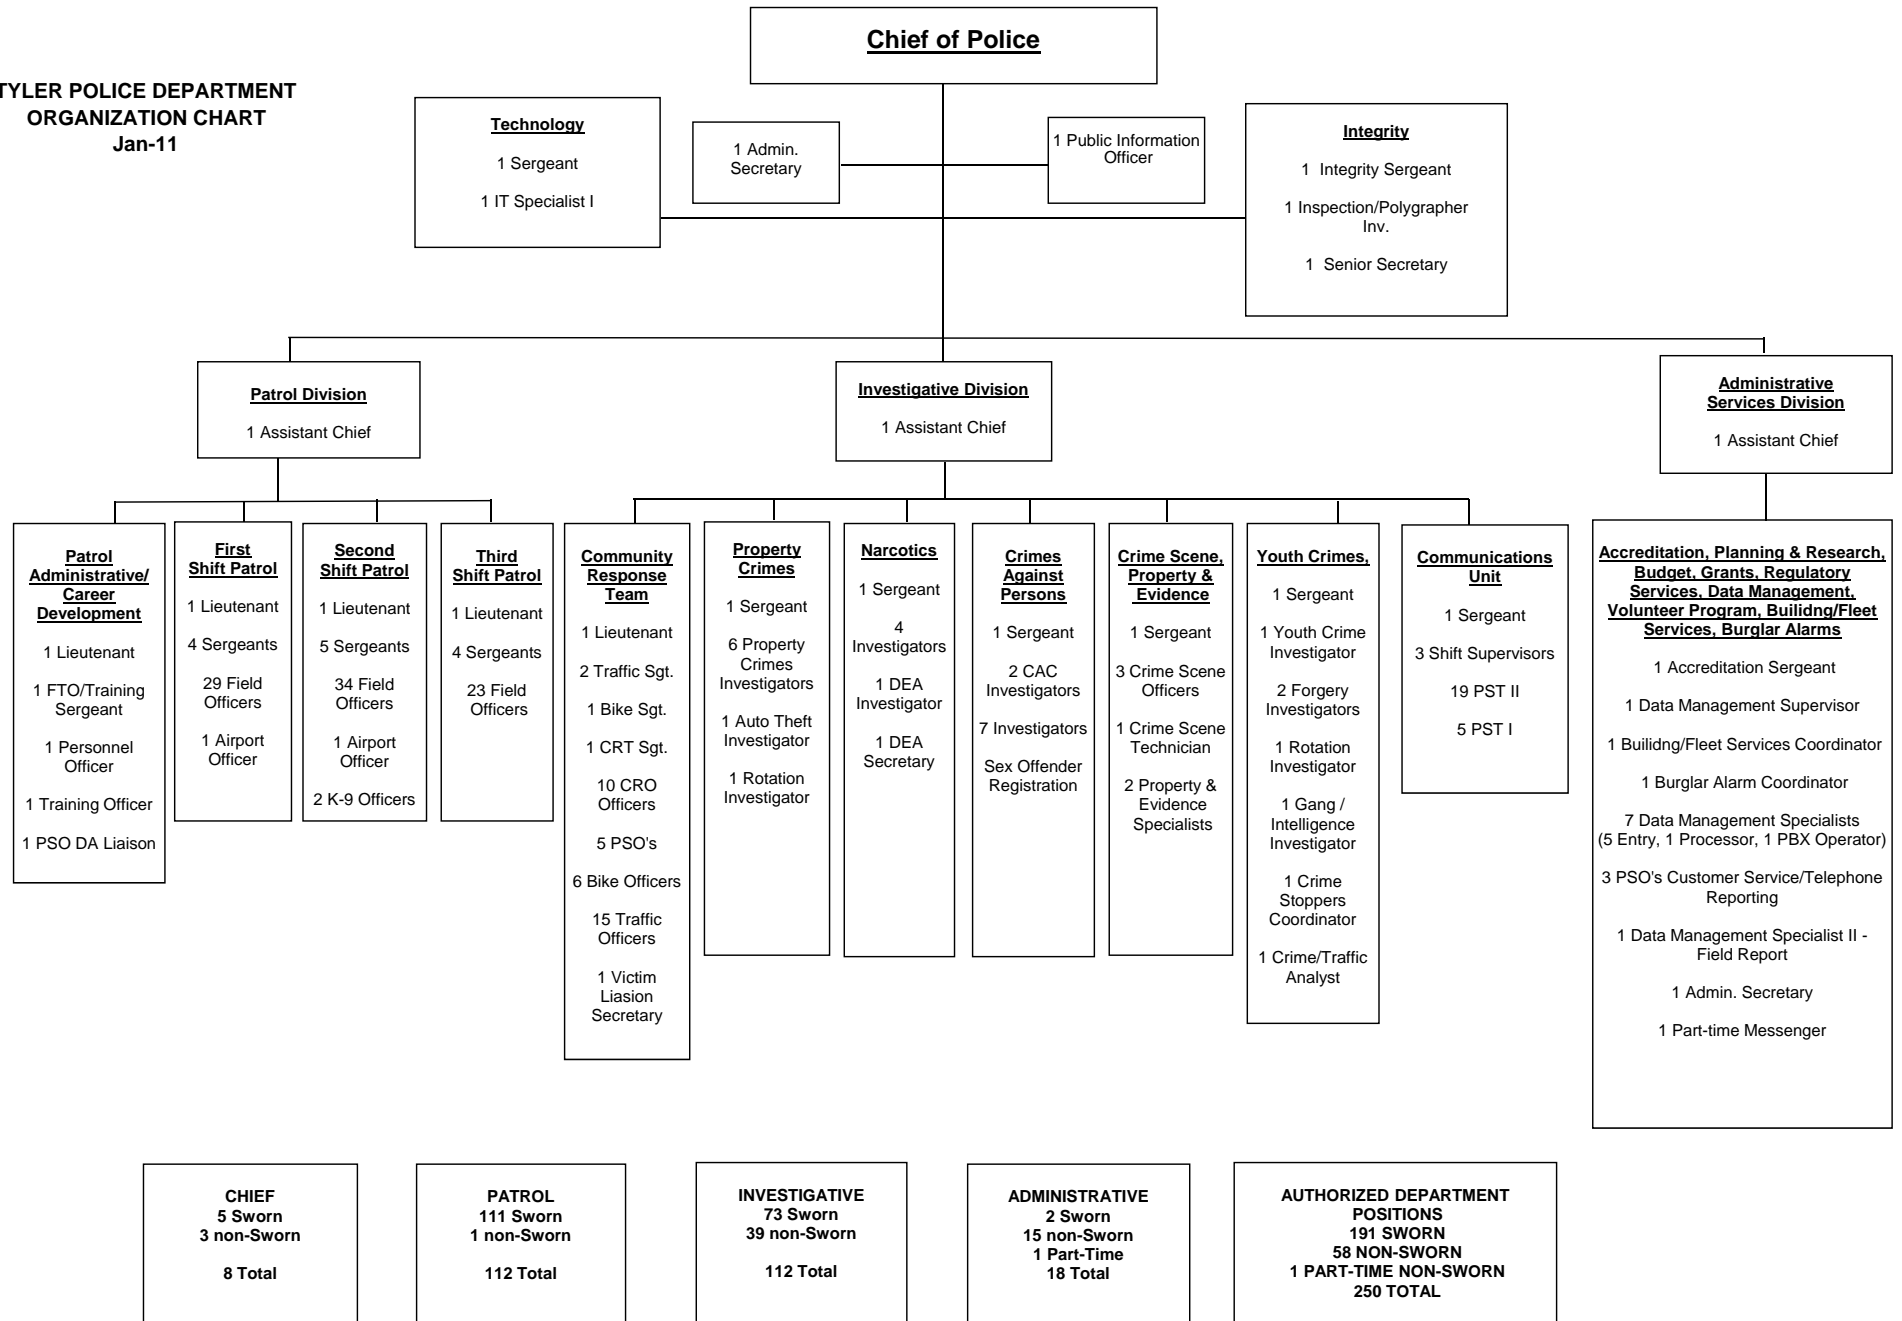 Chief of Police
TYLER POLICE DEPARTMENT
ORGANIZATION CHART
Jan-11
Technology
1 Sergeant
1 IT Specialist I
1 Admin.
Secretary
1 Public Information
Officer
Integrity
1 Integrity Sergeant
1 Inspection/Polygrapher
Inv.
1 Senior Secretary
Patrol Division
1 Assistant Chief
Investigative Division
1 Assistant Chief
Administrative
Services Division
1 Assistant Chief
Patrol
Administrative/
Career
Development
1 Lieutenant
1 FTO/Training
Sergeant
1 Personnel
Officer
1 Training Officer
1 PSO DA Liaison
First
Shift Patrol
1 Lieutenant
4 Sergeants
29 Field
Officers
1 Airport
Officer
Second
Shift Patrol
1 Lieutenant
5 Sergeants
34 Field
Officers
1 Airport
Officer
2 K-9 Officers
Third
Shift Patrol
1 Lieutenant
4 Sergeants
23 Field
Officers
Community
Response
Team
1 Lieutenant
2 Traffic Sgt.
1 Bike Sgt.
1 CRT Sgt.
10 CRO
Officers
5 PSO's
6 Bike Officers
15 Traffic
Officers
1 Victim
Liasion
Secretary
Property
Crimes
1 Sergeant
6 Property
Crimes
Investigators
1 Auto Theft
Investigator
1 Rotation
Investigator
Narcotics
1 Sergeant
4
Investigators
1 DEA
Investigator
1 DEA
Secretary
Crimes
Against
Persons
1 Sergeant
2 CAC
Investigators
7 Investigators
Sex Offender
Registration
Crime Scene,
Property &
Evidence
1 Sergeant
3 Crime Scene
Officers
1 Crime Scene
Technician
2 Property &
Evidence
Specialists
Youth Crimes,
1 Sergeant
1 Youth Crime
Investigator
2 Forgery
Investigators
1 Rotation
Investigator
1 Gang /
Intelligence
Investigator
1 Crime
Stoppers
Coordinator
1 Crime/Traffic
Analyst
Communications
Unit
1 Sergeant
3 Shift Supervisors
19 PST II
5 PST I
Accreditation, Planning & Research,
Budget, Grants, Regulatory
Services, Data Management,
Volunteer Program, Builidng/Fleet
Services, Burglar Alarms
1 Accreditation Sergeant
1 Data Management Supervisor
1 Builidng/Fleet Services Coordinator
1 Burglar Alarm Coordinator
7 Data Management Specialists
(5 Entry, 1 Processor, 1 PBX Operator)
3 PSO's Customer Service/Telephone
Reporting
1 Data Management Specialist II -
Field Report
1 Admin. Secretary
1 Part-time Messenger
CHIEF
5 Sworn
3 non-Sworn
8 Total
PATROL
111 Sworn
1 non-Sworn
112 Total
INVESTIGATIVE
73 Sworn
39 non-Sworn
112 Total
ADMINISTRATIVE
2 Sworn
15 non-Sworn
1 Part-Time
18 Total
AUTHORIZED DEPARTMENT
POSITIONS
191 SWORN
58 NON-SWORN
1 PART-TIME NON-SWORN
250 TOTAL